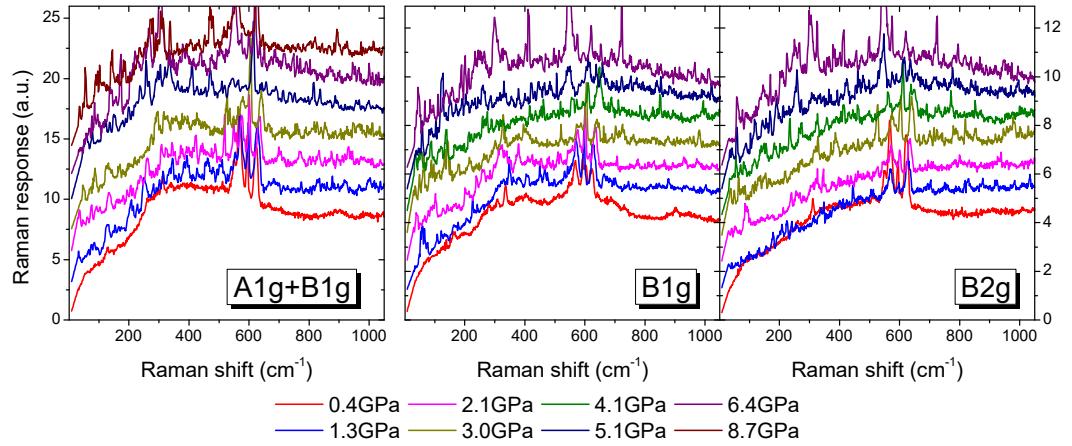 25
20
15
10
5
0
Raman response (a.u.)
A1g+B1g
B1g
B2g
12
10
8
6
4
2
0
0 200 400 600 800 1000
0 200 400 600 800 1000
0 200 400 600 800 1000
Raman shift (cm-1)
Raman shift (cm-1)
Raman shift (cm-1)
0.4GPa 2.1GPa 4.1GPa 6.4GPa
1.3GPa 3.0GPa 5.1GPa 8.7GPa